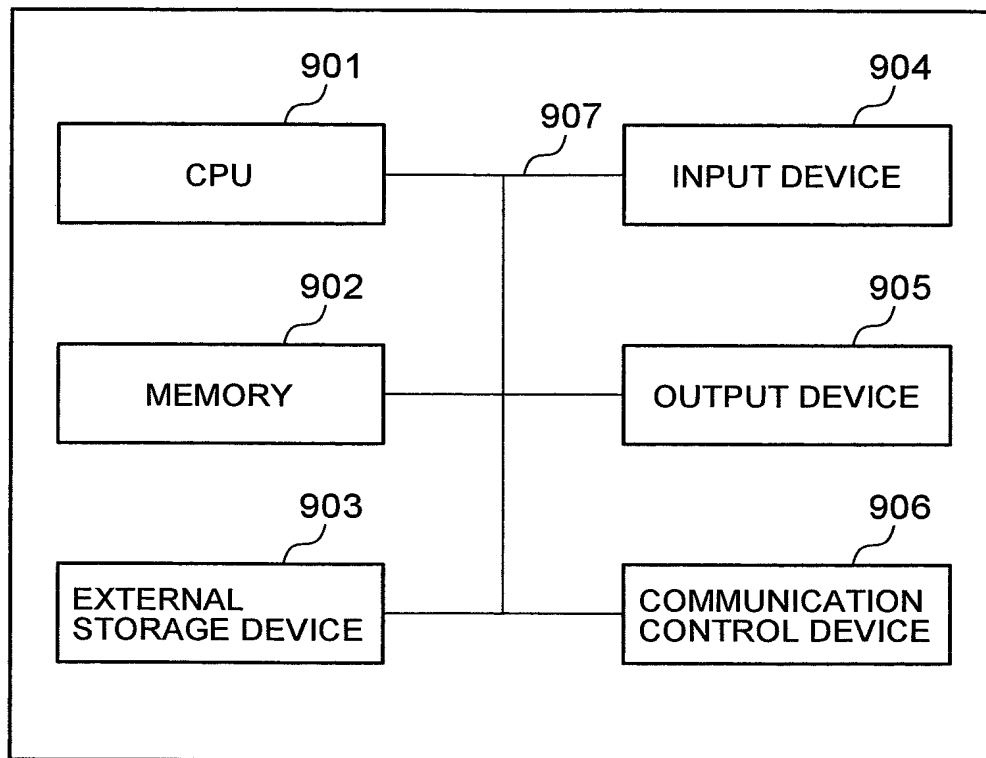 901
CPU
907
904
INPUT DEVICE
902
MEMORY
905
OUTPUT DEVICE
903
EXTERNAL
STORAGE DEVICE
906
COMMUNICATION
CONTROL DEVICE